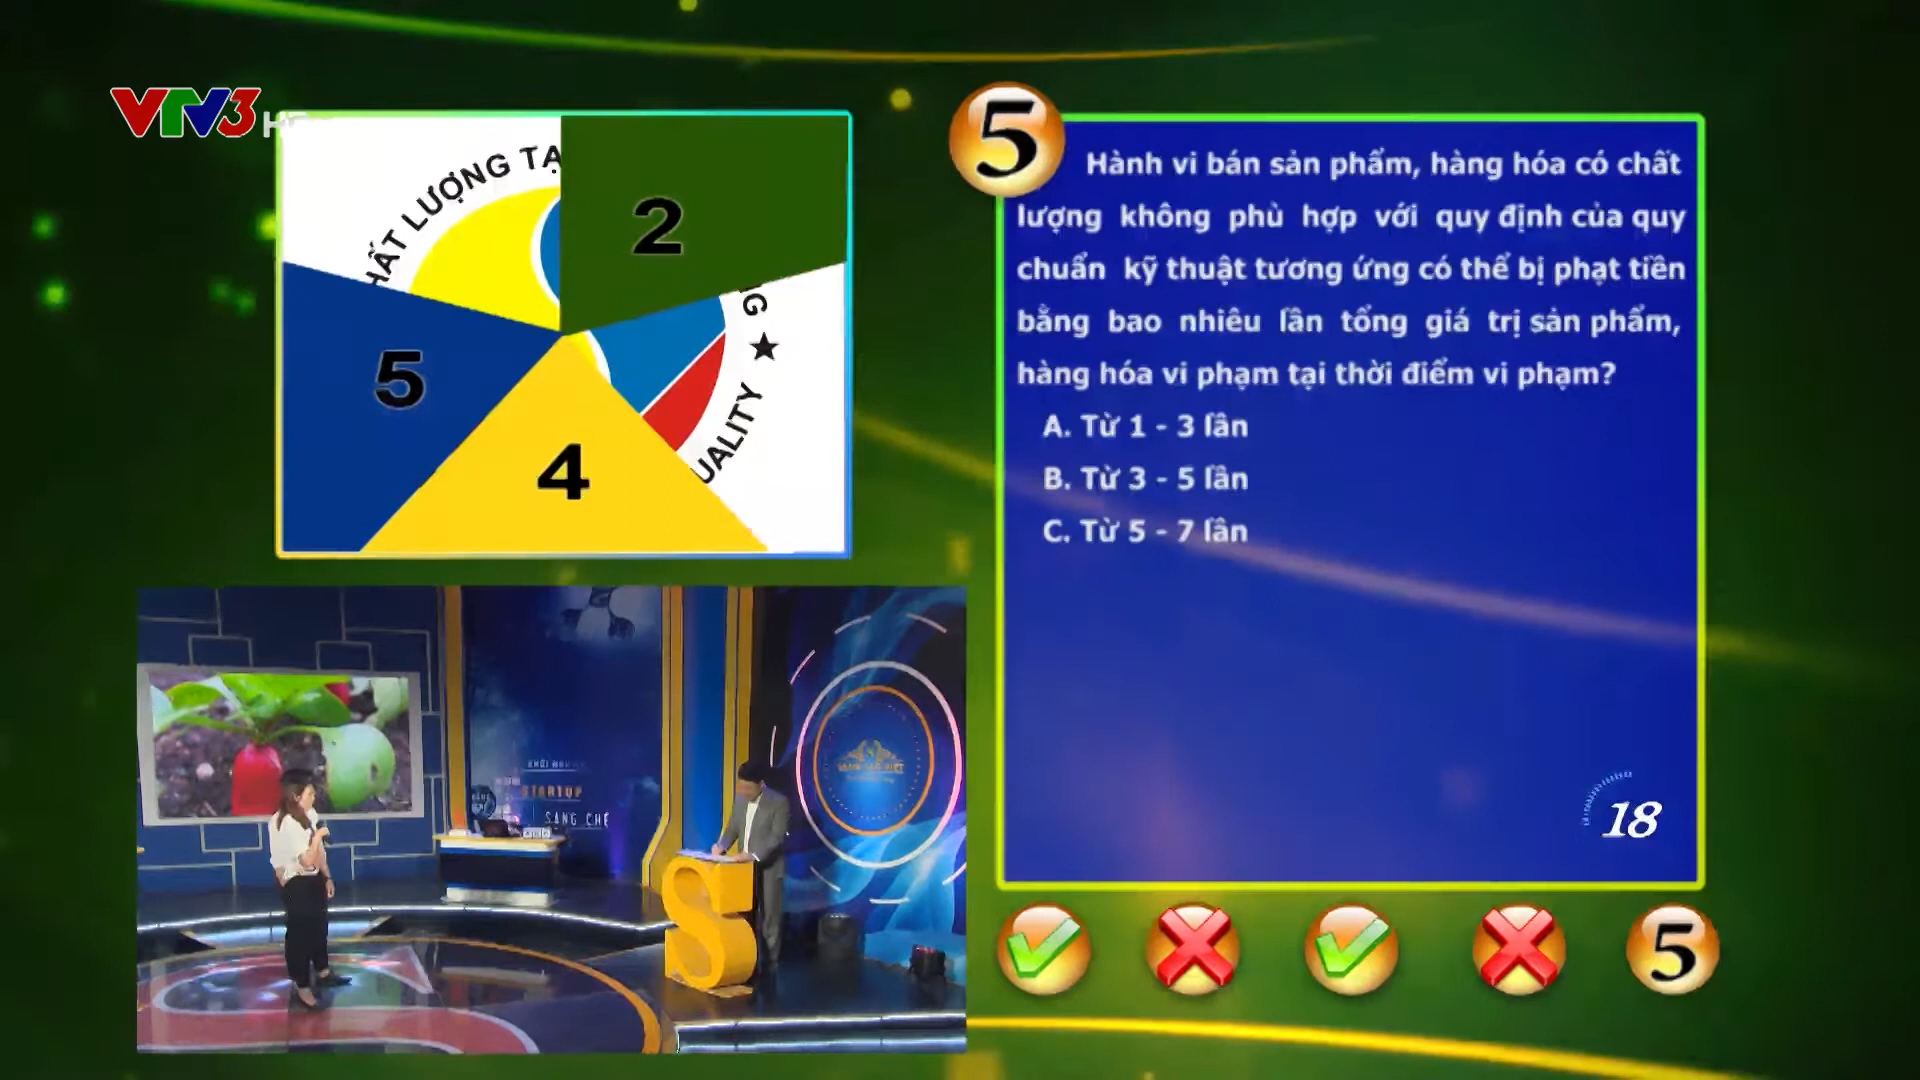 VTV3
HẤT LƯỢNG TẠ
2
NG
★
UALITY
5
4
5
Hành vi bán sản phẩm, hàng hóa có chất
lượng không phù hợp với quy định của quy
chuẩn kỹ thuật tương ứng có thể bị phạt tiền
bằng bao nhiêu lần tổng giá trị sản phẩm,
hàng hóa vi phạm tại thời điểm vi phạm?
A. Từ 1 - 3 lần
B. Từ 3 - 5 lần
C. Từ 5 - 7 lần
18
STARTUP
SÁNG CHẾ
S
5